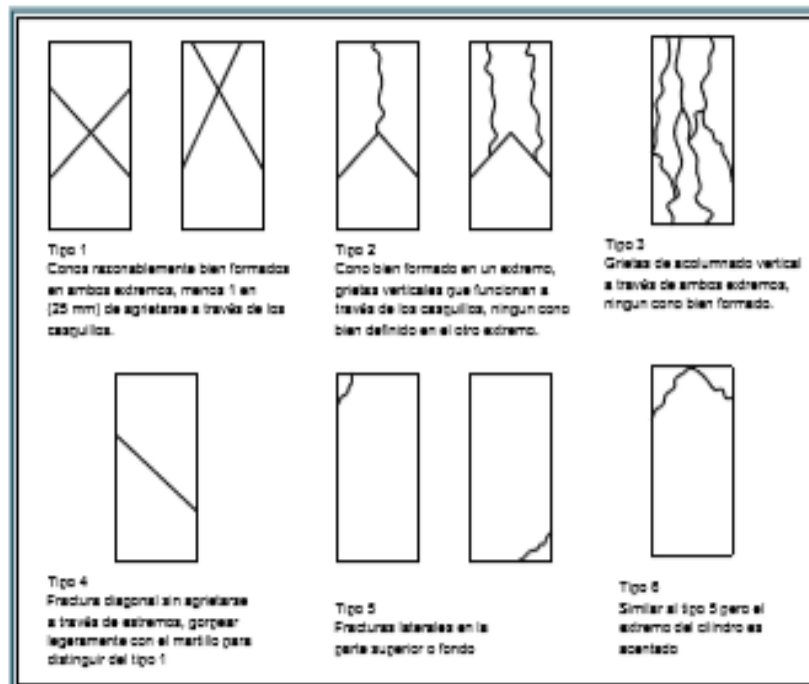 Tipo 1
Conos razonablemente bien formados
en ambos extremos, menos 1 en
[25 mm] de agrietarse a través de los
casquillos.
Tipo 2
Cono bien formado en un extremo,
grietas verticales que funcionan a
través de los casquillos, ningun cono
bien definido en el otro extremo.
Tipo 3
Grietas de acolumnado vertical
a través de ambos extremos,
ningun cono bien formado.
Tipo 4
Fractura diagonal sin agrietarse
a través de estremos, golpear
legeramente con el martillo para
distinguir del tipo 1
Tipo 5
Fracturas laterales en la
parte superior o fondo
Tipo 6
Similar al tipo 5 pero el
extremo del cilindro es
acentado